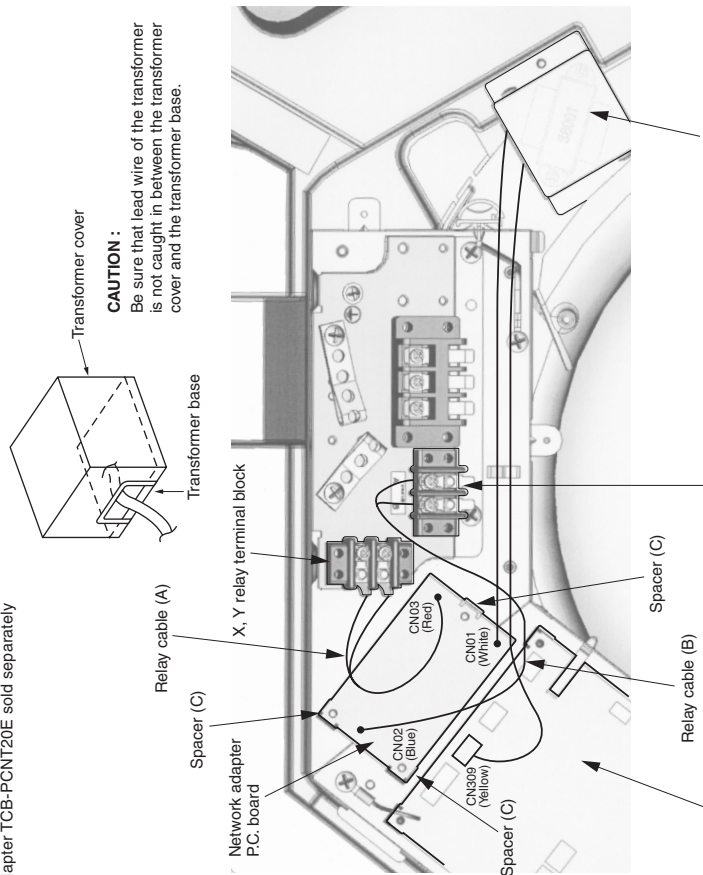 apter TCB-PCNT20E sold separately
Transformer cover
CAUTION :
Be sure that lead wire of the transformer
is not caught in between the transformer
cover and the transformer base.
Transformer base
X, Y relay terminal block
Relay cable (A)
Spacer (C)
Network adapter
P.C. board
CN03
(Red)
CN01
(White)
CN02
(Blue)
CN309
(Yellow)
Spacer (C)
Spacer (C)
Relay cable (B)
38001